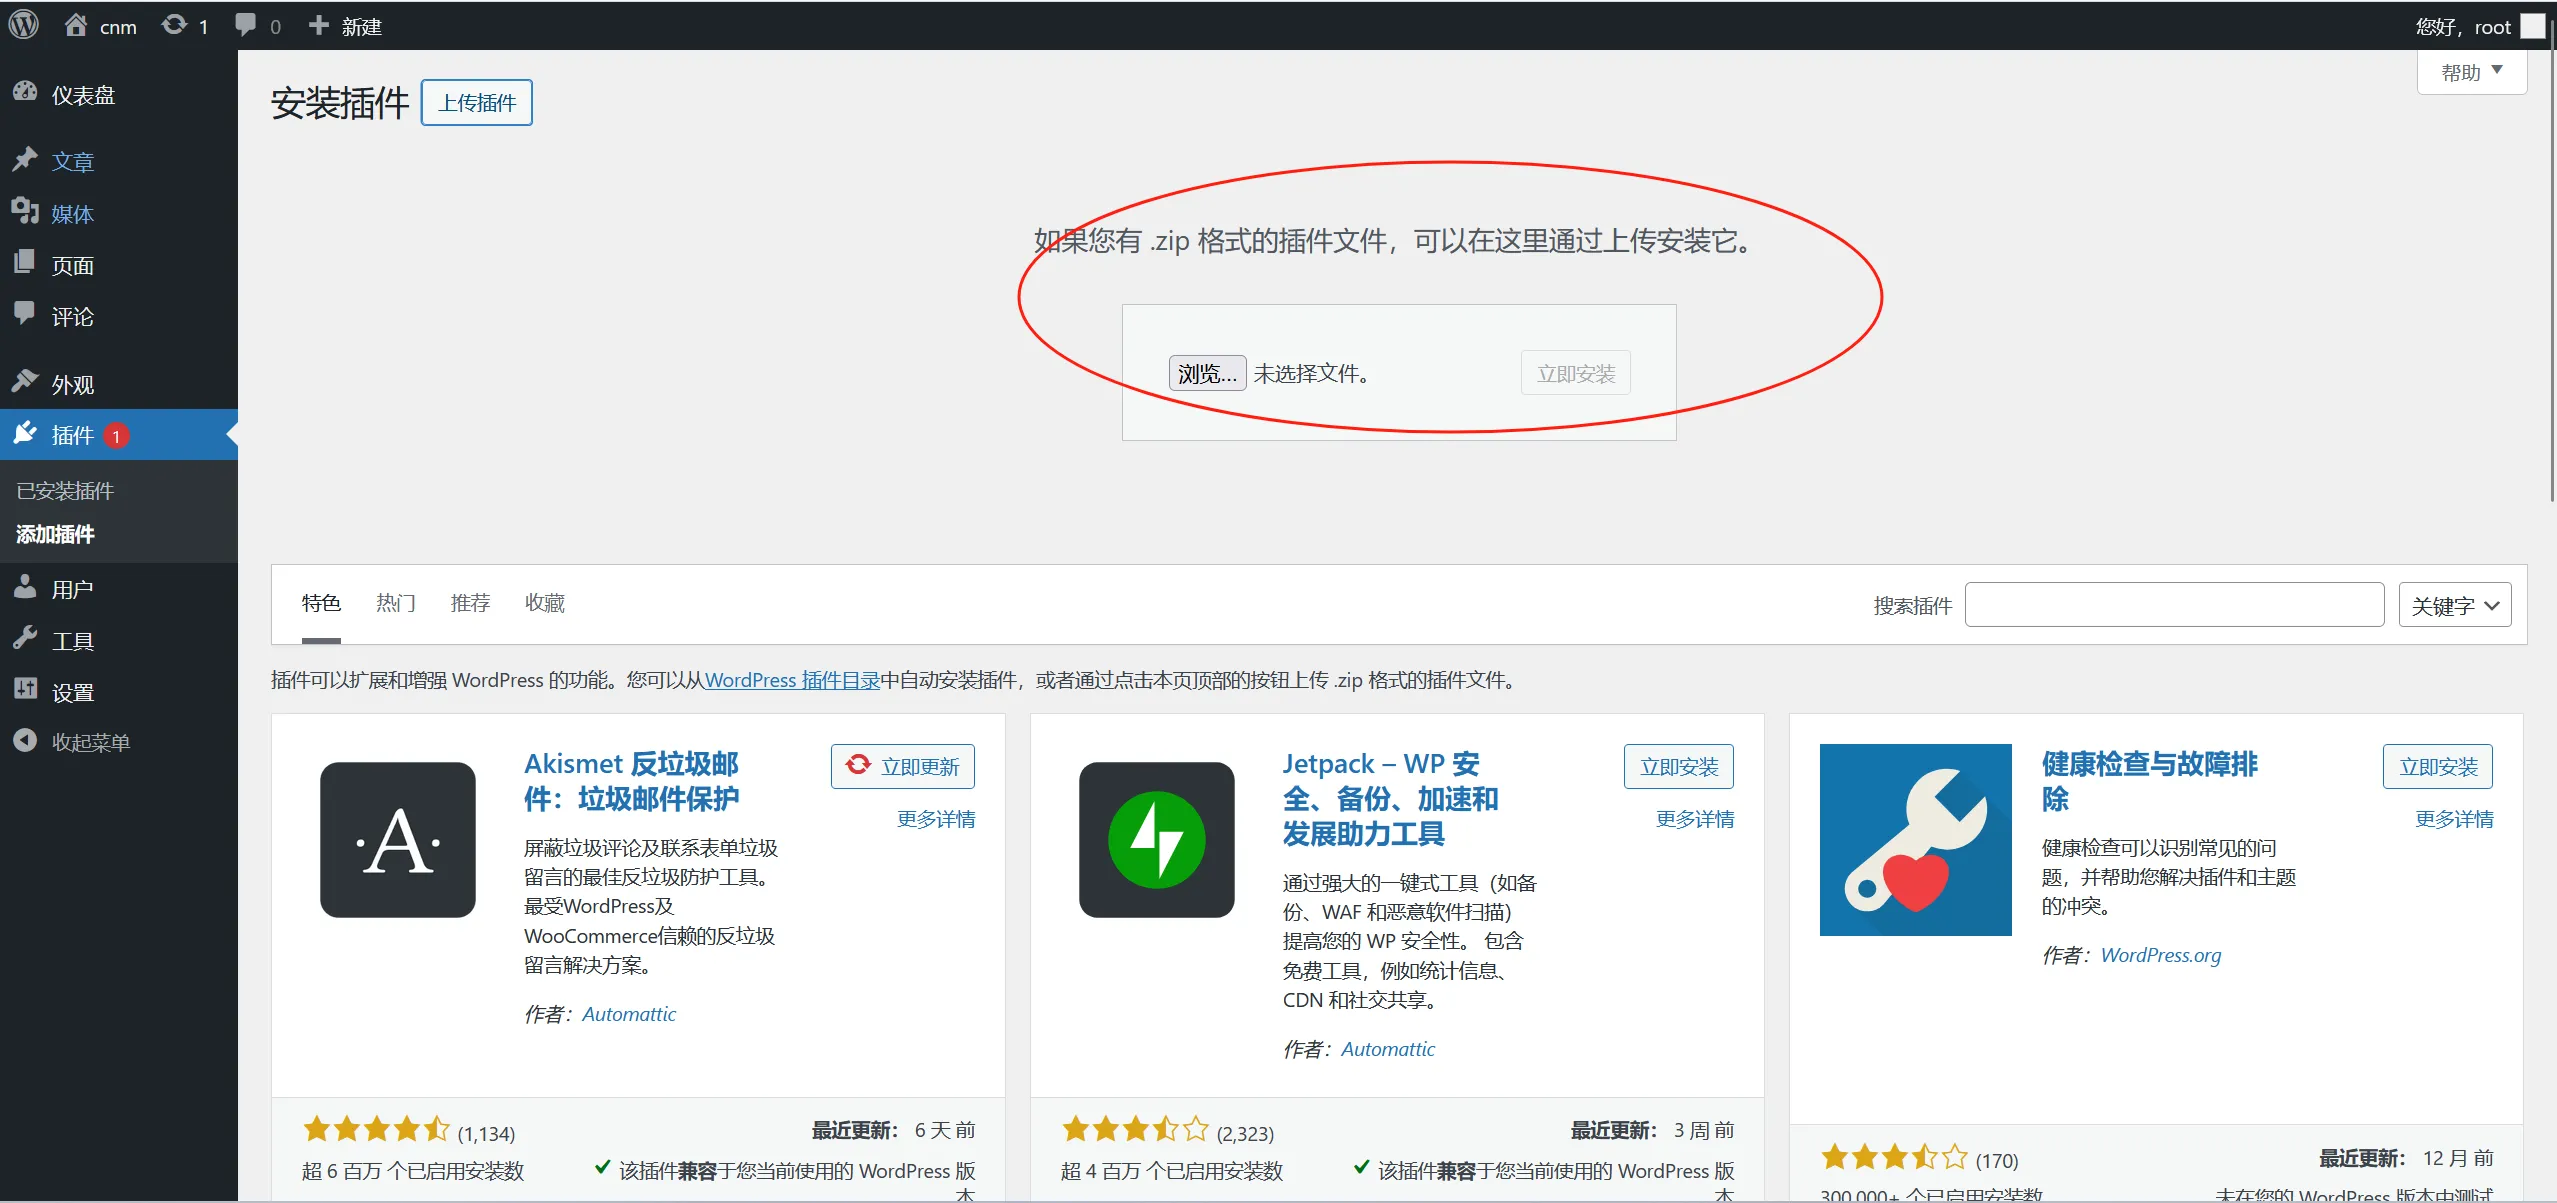 cnm 1 0 新建 您好，root
帮助
仪表盘
文章
媒体
页面
评论
外观
插件 1
已安装插件
添加插件
用户
工具
设置
收起菜单
安装插件 上传插件
如果您有 .zip 格式的插件文件，可以在这里通过上传安装它。
浏览... 未选择文件。 立即安装
特色 热门 推荐 收藏 搜索插件 关键字
插件可以扩展和增强 WordPress 的功能。您可以从WordPress 插件目录中自动安装插件，或者通过点击本页顶部的按钮上传 .zip 格式的插件文件。
·A·
Akismet 反垃圾邮
件：垃圾邮件保护
立即更新
更多详情
屏蔽垃圾评论及联系表单垃圾
留言的最佳反垃圾防护工具。
最受WordPress及
WooCommerce信赖的反垃圾
留言解决方案。
作者：Automattic
(1,134) 最近更新： 6 天 前
超 6 百万 个已启用安装数 该插件兼容于您当前使用的 WordPress 版
本
Jetpack – WP 安
全、备份、加速和
发展助力工具
立即安装
更多详情
通过强大的一键式工具（如备
份、WAF 和恶意软件扫描）
提高您的 WP 安全性。 包含
免费工具，例如统计信息、
CDN 和社交共享。
作者：Automattic
(2,323) 最近更新： 3 周 前
超 4 百万 个已启用安装数 该插件兼容于您当前使用的 WordPress 版
本
健康检查与故障排
除
立即安装
更多详情
健康检查可以识别常见的问
题，并帮助您解决插件和主题
的冲突。
作者：WordPress.org
(170) 最近更新： 12 月 前
300,000+ 个已启用安装数 未在您的 WordPress 版本中测试